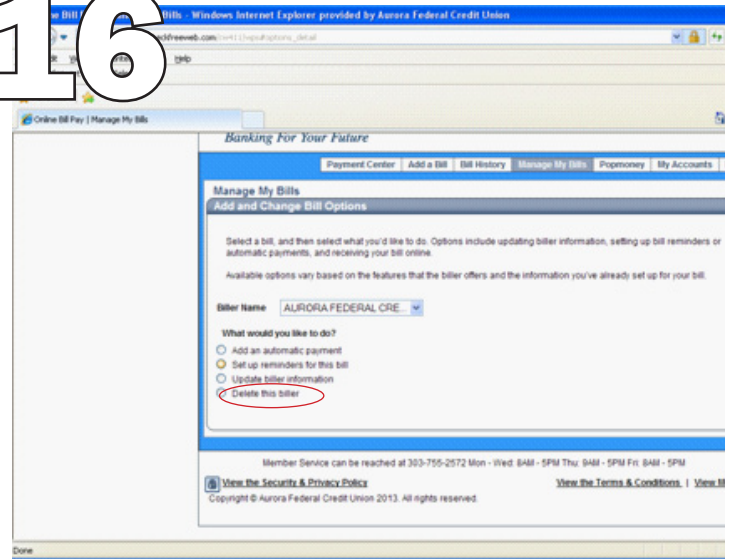 16
Bills - Windows Internet Explorer provided by Aurora Federal Credit Union
Help
Online Bill Pay | Manage My Bills
Banking For Your Future
Payment Center Add a Bill Bill History Manage My Bills Popmoney My Accounts
Manage My Bills
Add and Change Bill Options
Select a bill, and then select what you'd like to do. Options include updating biller information, setting up bill reminders or
automatic payments, and receiving your bill online.
Available options vary based on the features that the biller offers and the information you've already set up for your bill.
Biller Name AURORA FEDERAL CRE...
What would you like to do?
Add an automatic payment
Set up reminders for this bill
Update biller information
Delete this biller
Member Service can be reached at 303-755-2572 Mon - Wed: 8AM - 5PM Thu: 9AM - 5PM Fri: 8AM - 5PM
View the Security & Privacy Policy View the Terms & Conditions | View
Copyright © Aurora Federal Credit Union 2013. All rights reserved.
Done